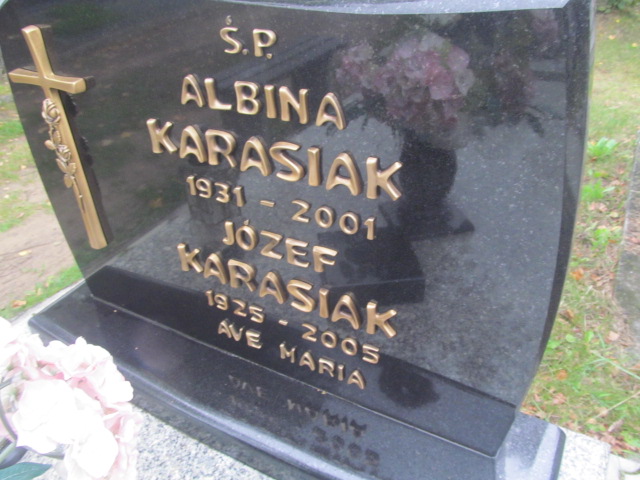 Ś.P.
ALBINA
KARASIAK
1931 - 2001
JÓZEF
KARASIAK
1925 - 2005
AVE MARIA